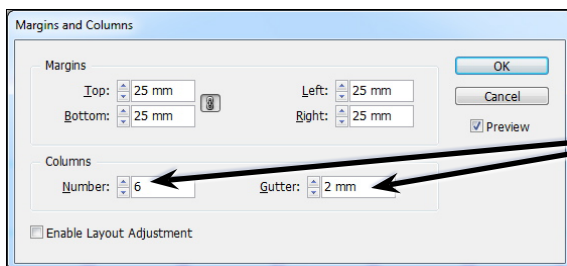 Margins and Columns
Margins
OK
Top: 25 mm Left: 25 mm
Cancel
Bottom: 25 mm Right: 25 mm
Preview
Columns
Number: 6 Gutter: 2 mm
Enable Layout Adjustment